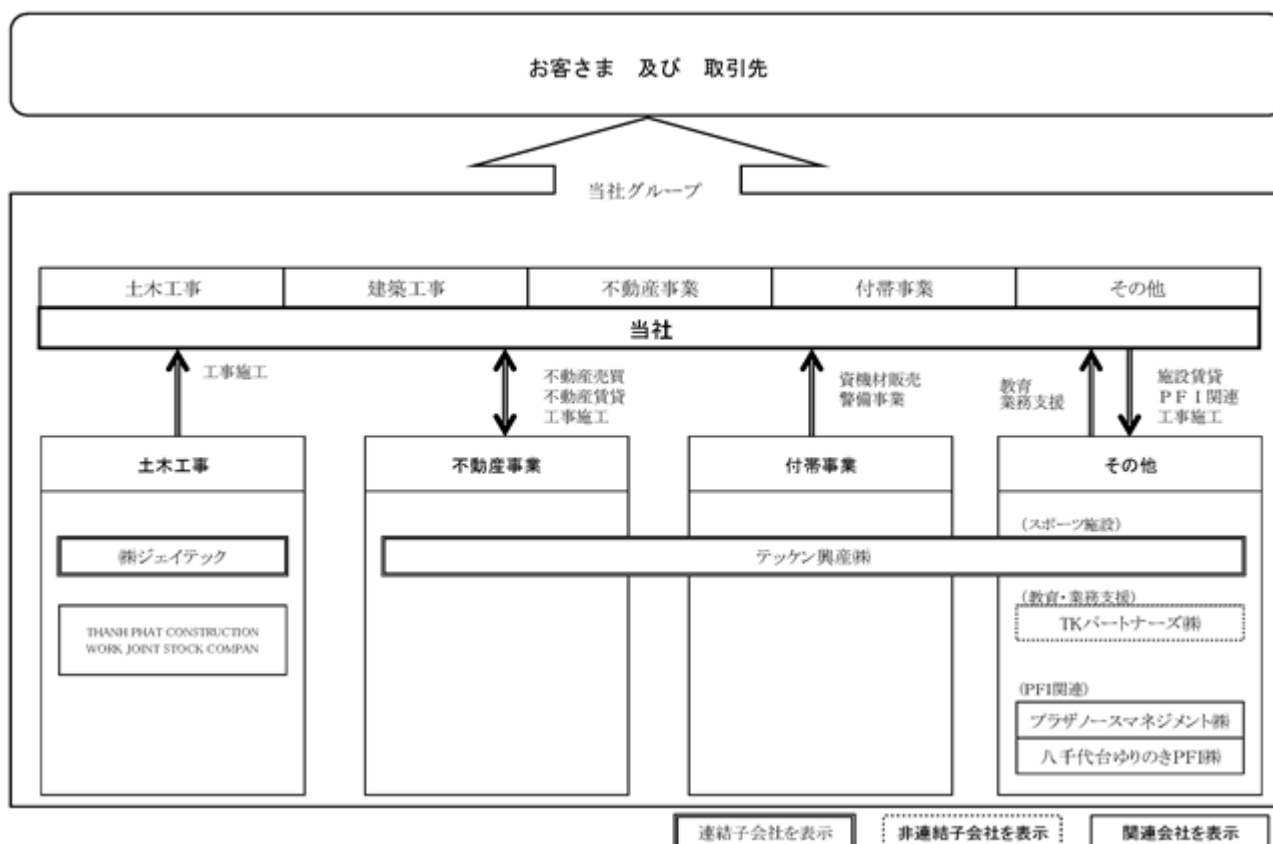 お客さま 及び 取引先
当社グループ
土木工事 建築工事 不動産事業 付帯事業 その他
当社
工事施工
不動産売買
不動産賃貸
工事施工
資機材販売
警備事業
教育
業務支援
施設賃貸
PFI関連
工事施工
土木工事 不動産事業 付帯事業 その他
(スポーツ施設)
㈱ジェイテック
テッケン興産㈱
(教育・業務支援)
THANH PHAT CONSTRUCTION
WORK JOINT STOCK COMPAN
TKパートナーズ㈱
(PFI関連)
プラザノースマネジメント㈱
八千代台ゆりのきPFI㈱
連結子会社を表示 非連結子会社を表示 関連会社を表示